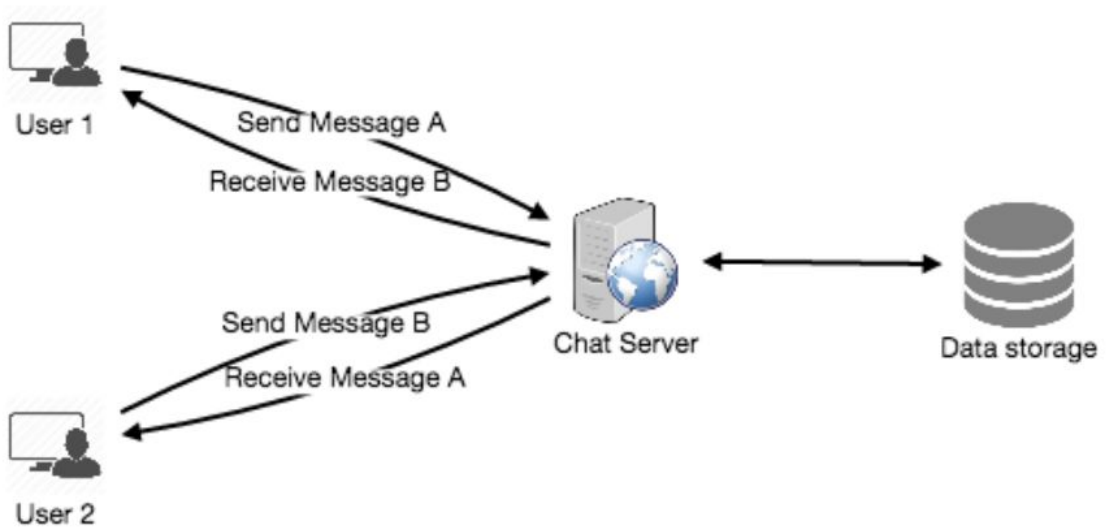 User 1
Send Message A
Receive Message B
Chat Server
Data storage
Send Message B
Receive Message A
User 2